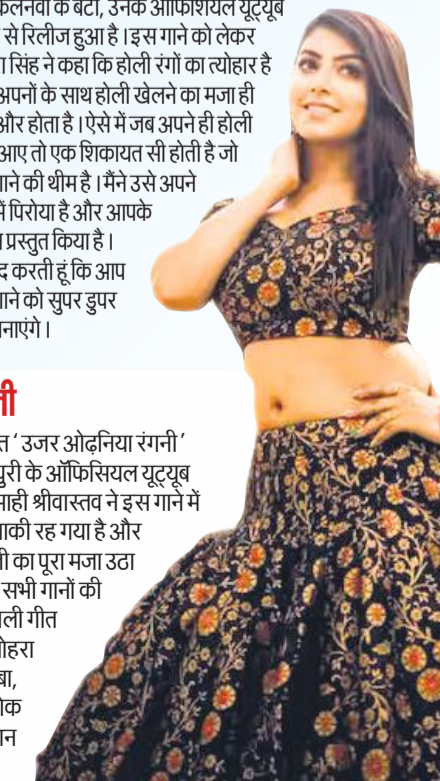 कलनवा के बेटा, उनके ऑफिशियल यूट्यूब
से रिलीज हुआ है। इस गाने को लेकर
सिंह ने कहा कि होली रंगों का त्योहार है
अपनों के साथ होली खेलने का मजा ही
और होता है। ऐसे में जब अपने ही होली
आए तो एक शिकायत सी होती है जो
गाने की थीम है। मैंने उसे अपने
में पिरोया है और आपके
प्रस्तुत किया है।
द करती हूं कि आप
गाने को सुपर डुपर
नाएंगे।
ली
त 'उजर ओढ़निया रंगनी'
पुरी के ऑफिसियल यूट्यूब
माही श्रीवास्तव ने इस गाने में
ाकी रह गया है और
ी का पूरा मजा उठा
सभी गानों की
ली गीत
ोहरा
बा,
ोक
ान